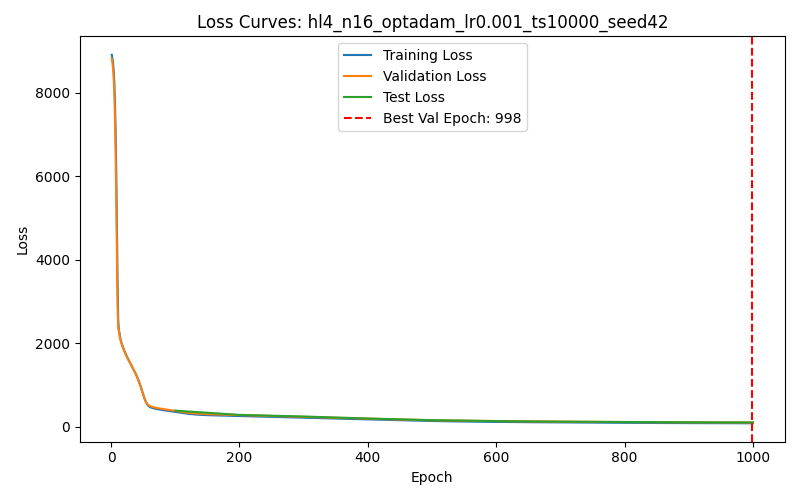 Loss Curves: hl4_n16_optadam_lr0.001_ts10000_seed42
Training Loss
Validation Loss
Test Loss
Best Val Epoch: 998
Loss
8000
6000
4000
2000
0
0 200 400 600 800 1000
Epoch